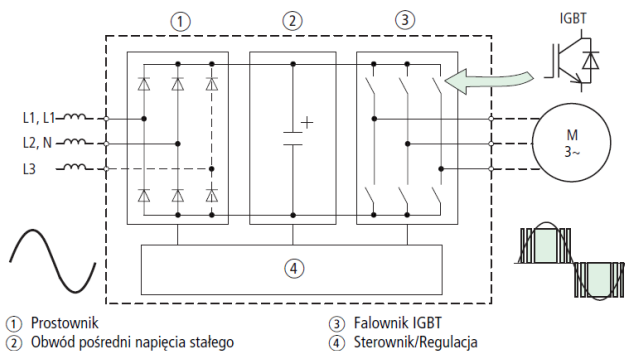 ① ② ③ IGBT
L1, L1
L2, N
L3
M
3~
+
④
① Prostownik
② Obwód pośredni napięcia stałego
③ Falownik IGBT
④ Sterownik/Regulacja